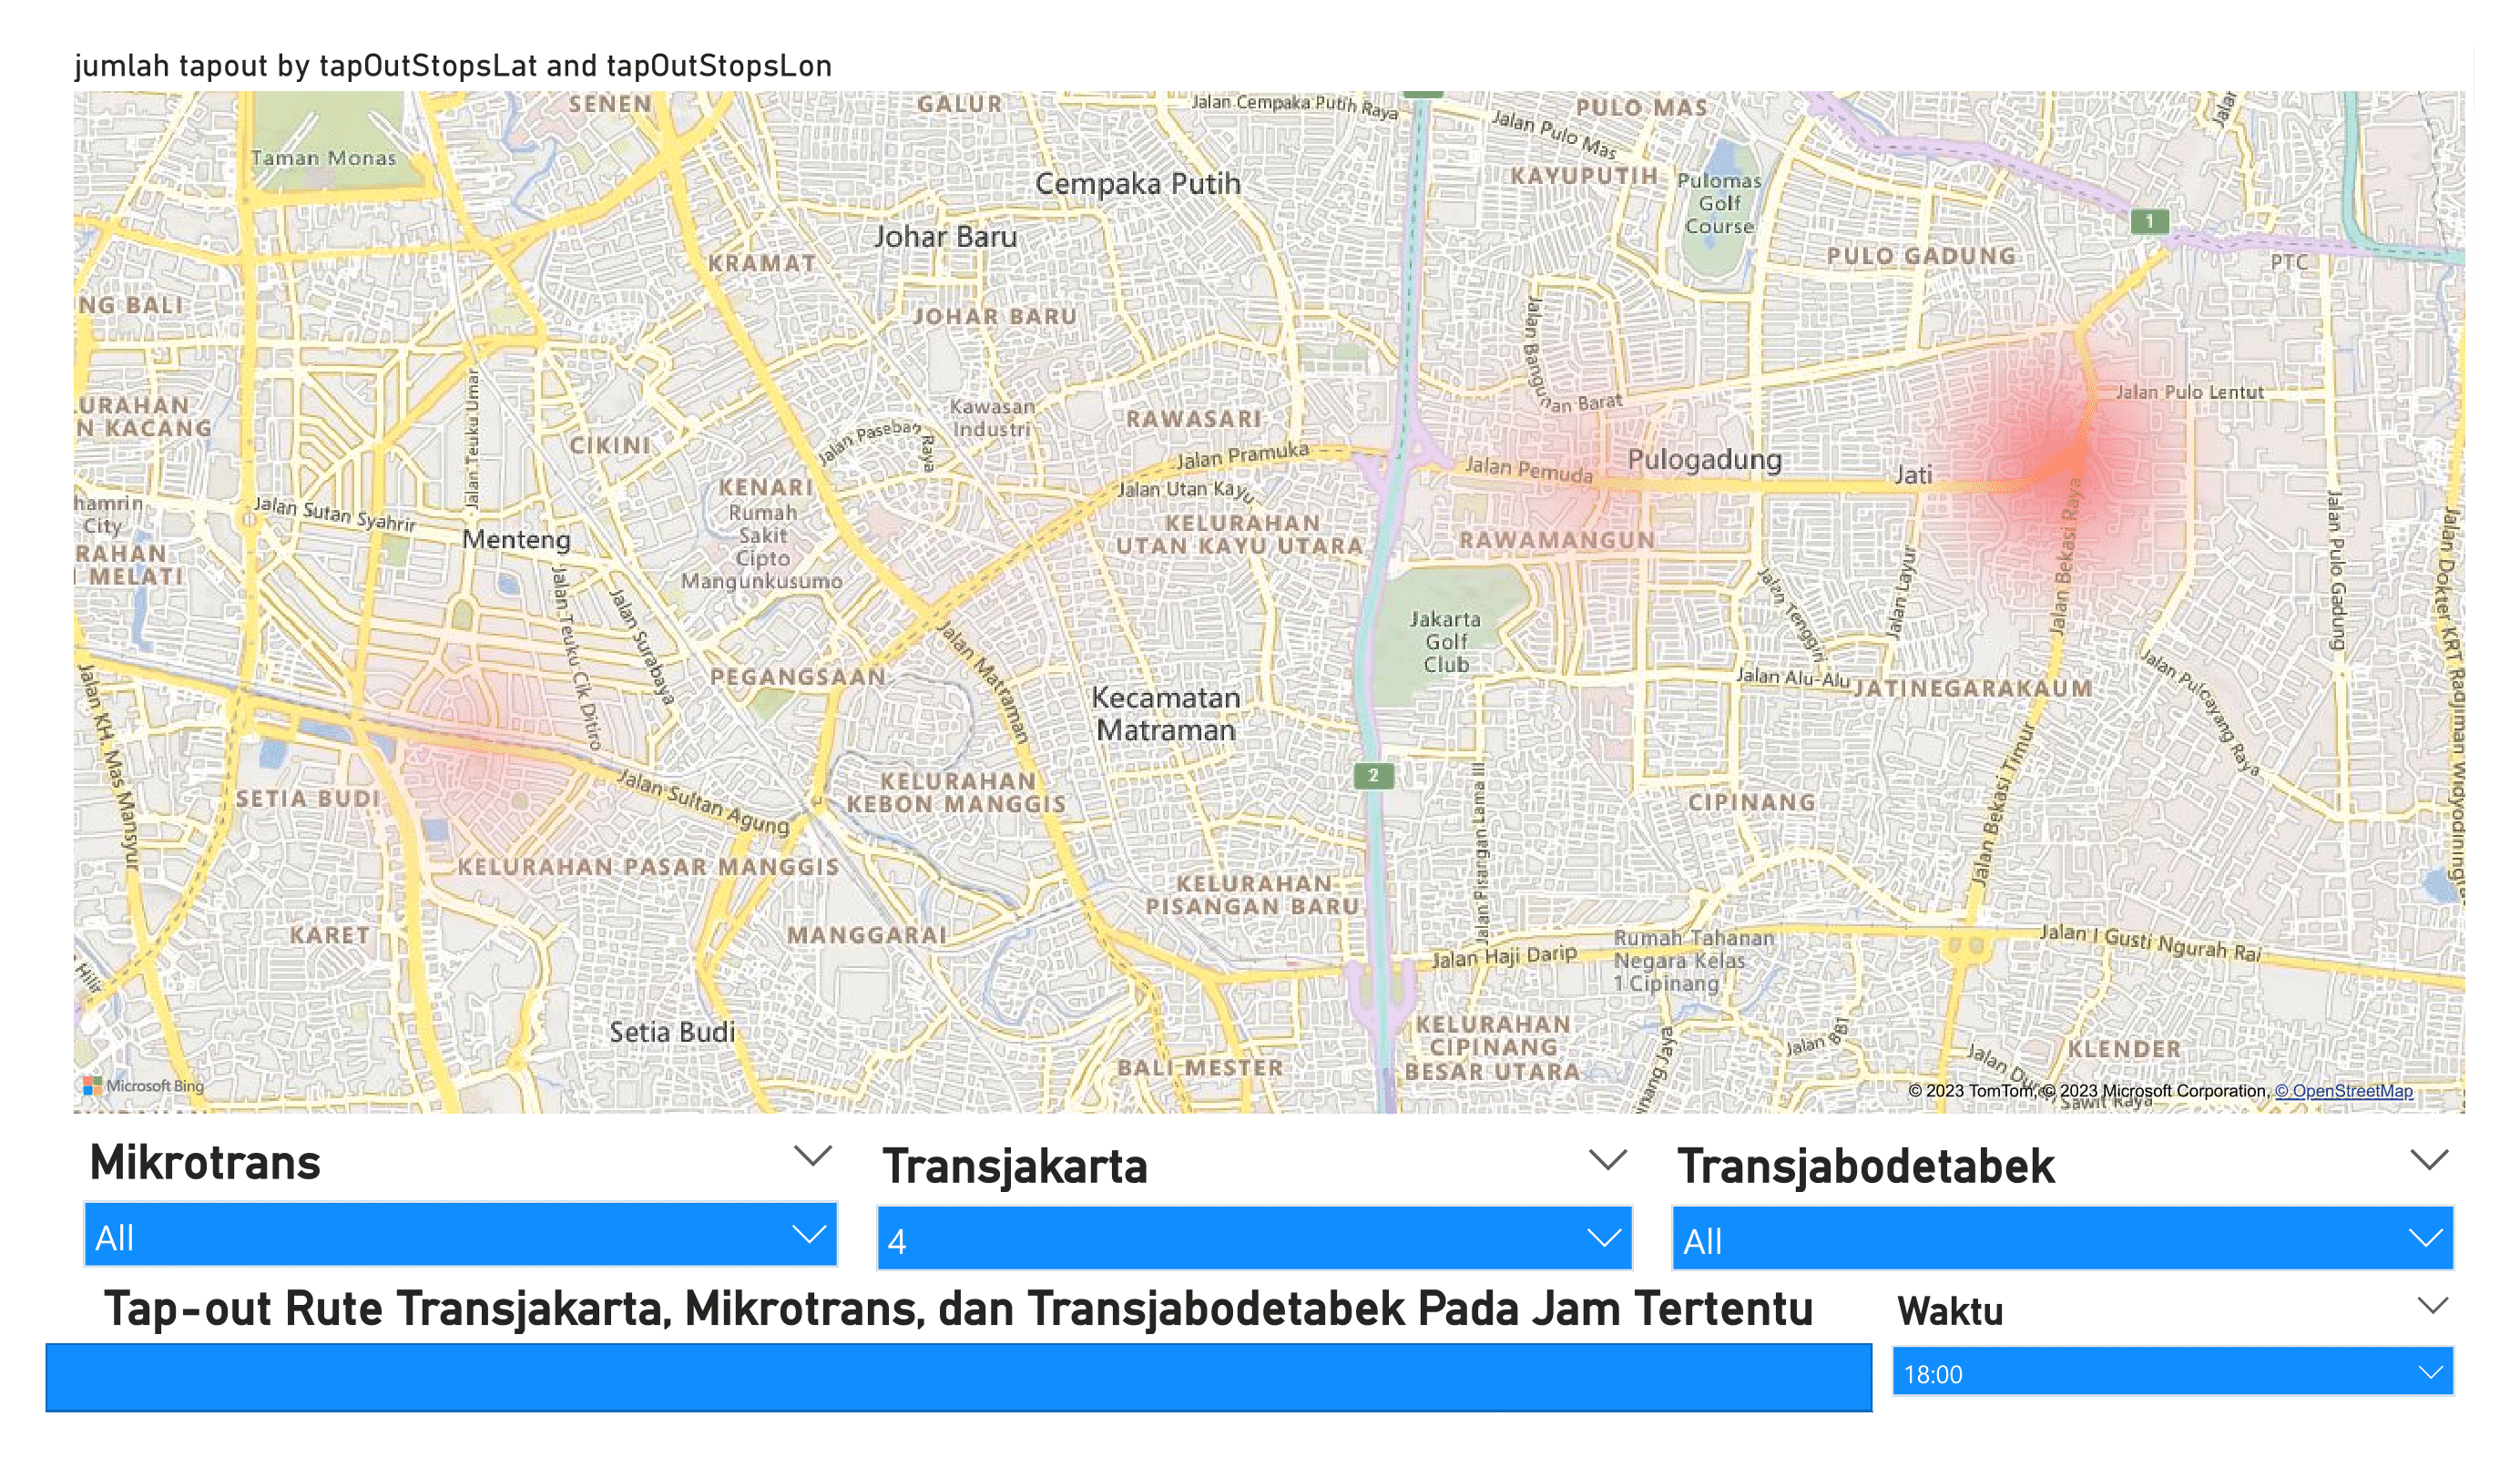 jumlah tapout by tapOutStopsLat and tapOutStopsLon
SENEN
GALUR
Jalan Cempaka Putih Raya
PULO MAS
Jalan Pulo Mas
Jalan
Taman Monas
Cempaka Putih
KAYUPUTIH
Pulomas
Golf
Course
1
Johar Baru
KRAMAT
PULO GADUNG
PTC
NG BALI
JOHAR BARU
Jalan Bangunan Barat
Jalan Teuku Umar
Jalan Pulo Lentut
URAHAN
N KACANG
Kawasan
Industri
RAWASARI
CIKINI
Jalan Paseban Raya
Jalan Pramuka
Jalan Pemuda
Pulogadung
Jati
KENARI
Jalan Utan Kayu
hamrin
City
Jalan Sutan Syahrir
Rumah
Sakit
Cipto
Mangunkusumo
KELURAHAN
UTAN KAYU UTARA
RAWAMANGUN
Jalan Bekasi Raya
Jalan Pulo Gadung
Menteng
RAHAN
I MELATI
Jalan Teuku Cik Ditiro
Jalan Surabaya
Jalan Tenggiri
Jalan Layur
Jakarta
Golf
Club
Jalan Dokter KRT Radjiman Widyodiningrat
Jalan Matraman
PEGANGSAAN
Jalan KH. Mas Mansyur
Kecamatan
Matraman
Jalan Alu-Alu
JATINEGARAKAUM
Jalan Puloayang Raya
Jalan Bekasi Timur
2
Jalan Pisangan Lama III
SETIA BUDI
Jalan Sultan Agung
KELURAHAN
KEBON MANGGIS
CIPINANG
KELURAHAN PASAR MANGGIS
KELURAHAN
PISANGAN BARU
KARET
MANGGARAI
Hilir
Jalan Haji Darip
Rumah Tahanan
Negara Kelas
1 Cipinang
Jalan I Gusti Ngurah Rai
Setia Budi
KELURAHAN
CIPINANG
BESAR UTARA
inang Jaya
Jalan BB1
KLENDER
BALI MESTER
Microsoft Bing
© 2023 TomTom, © 2023 Microsoft Corporation, © OpenStreetMap
Sawit Raya
Mikrotrans
Transjakarta
Transjabodetabek
All
4
All
Tap-out Rute Transjakarta, Mikrotrans, dan Transjabodetabek Pada Jam Tertentu
Waktu
18:00